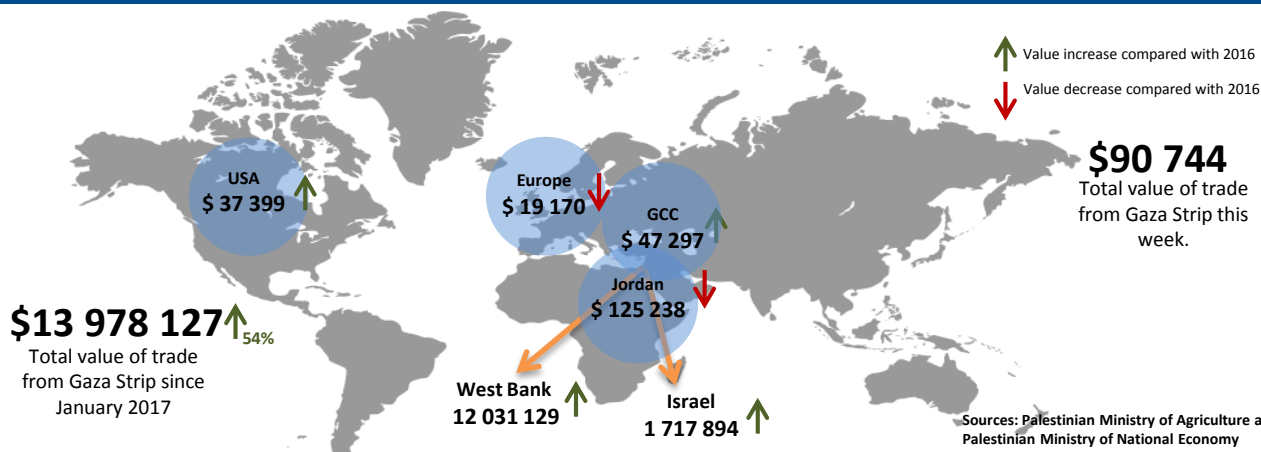 Value increase compared with 2016
Value decrease compared with 2016
$90 744
Total value of trade
from Gaza Strip this
week.
USA
$ 37 399
Europe
$ 19 170
GCC
$ 47 297
Jordan
$ 125 238
$13 978 127
54%
Total value of trade
from Gaza Strip since
January 2017
West Bank
12 031 129
Israel
1 717 894
Sources: Palestinian Ministry of Agriculture a
Palestinian Ministry of National Economy